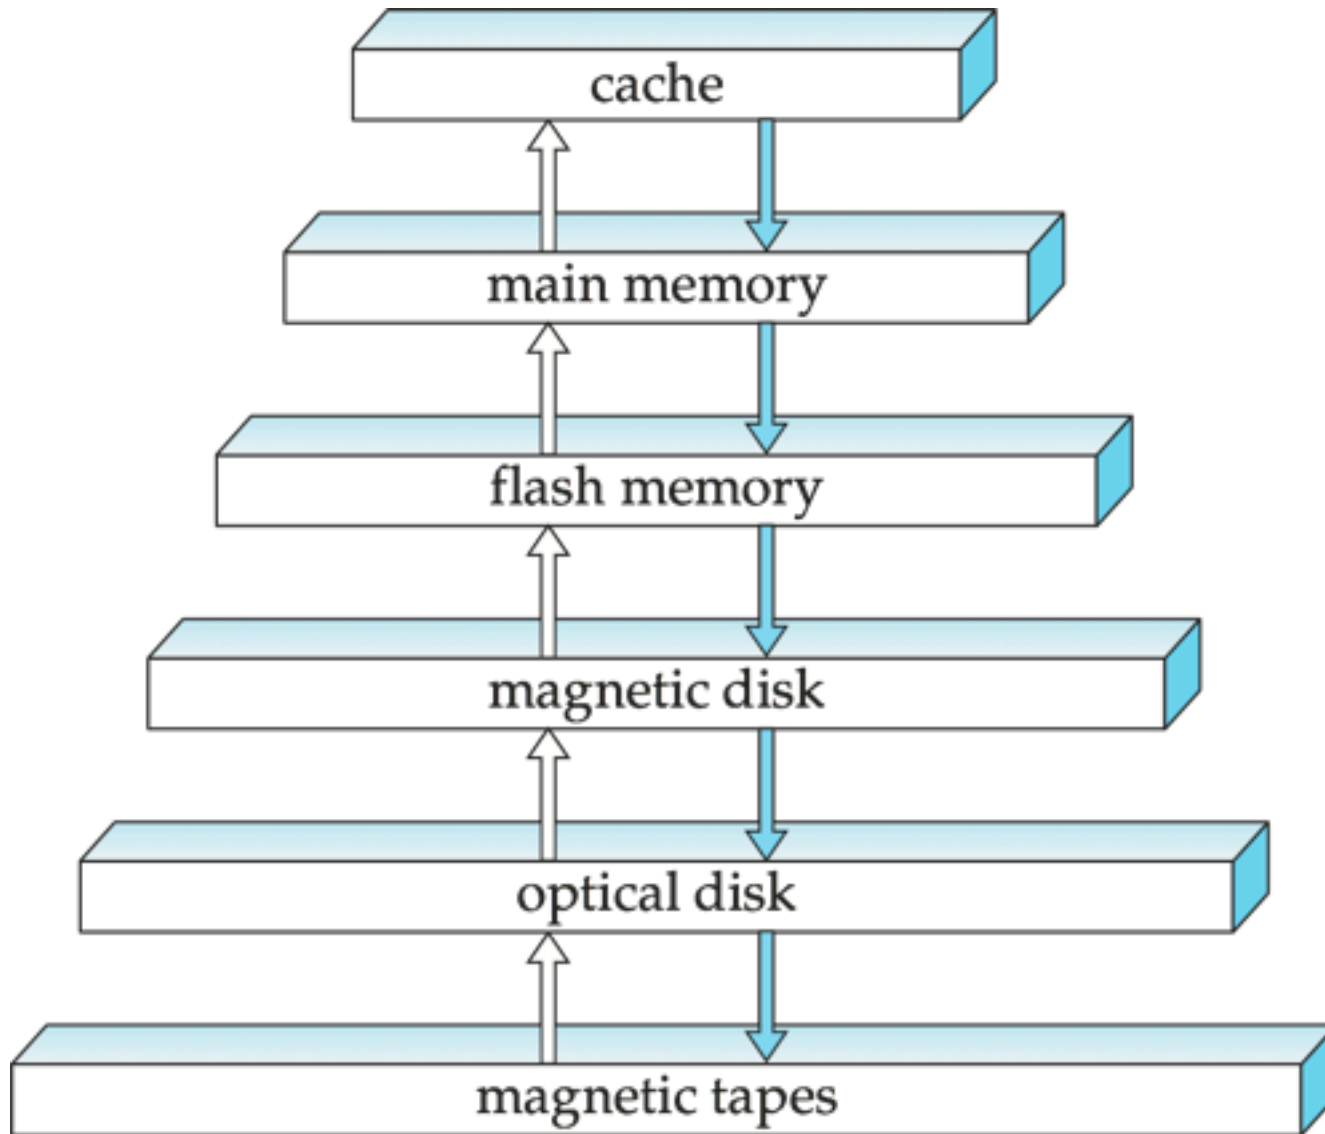 cache
main memory
flash memory
magnetic disk
optical disk
magnetic tapes